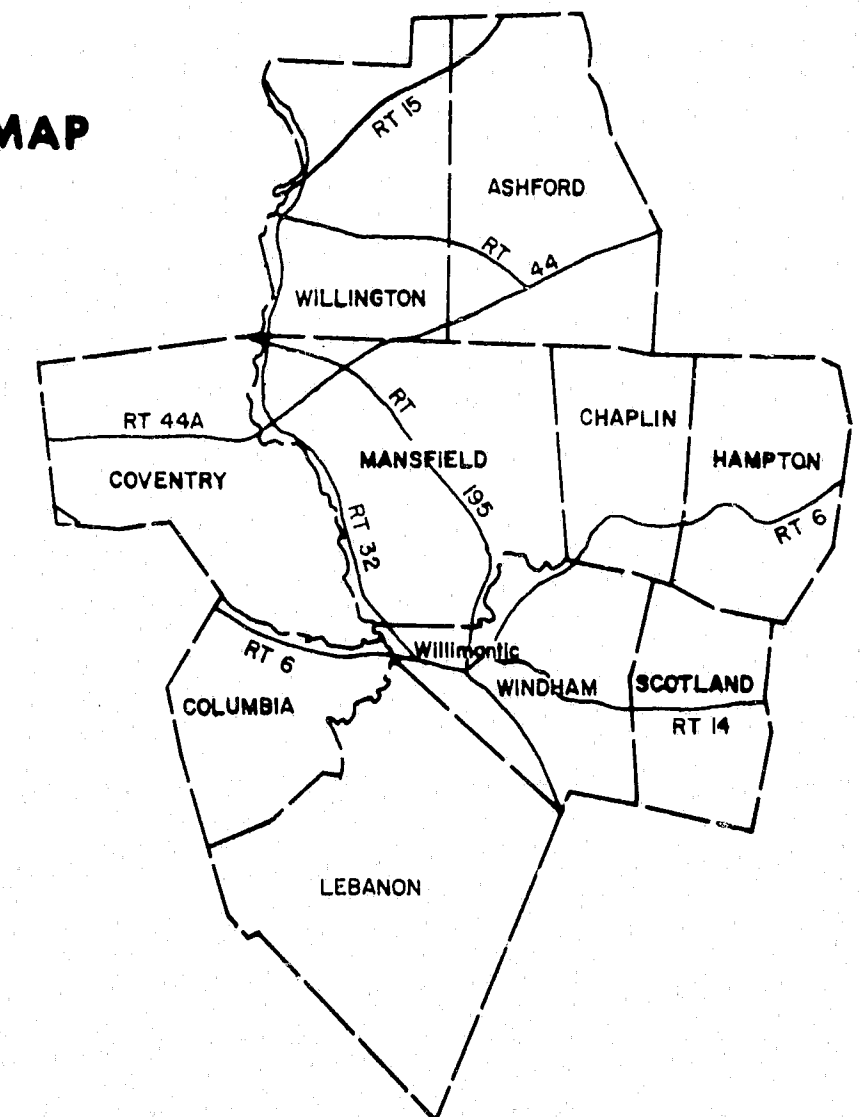 MAP
RT 15
ASHFORD
RT 44
WILLINGTON
RT 44A
COVENTRY
RT 195
MANSFIELD
CHAPLIN
HAMPTON
RT 32
RT 6
Willimantic
RT 6
WINDHAM
SCOTLAND
COLUMBIA
RT 14
LEBANON